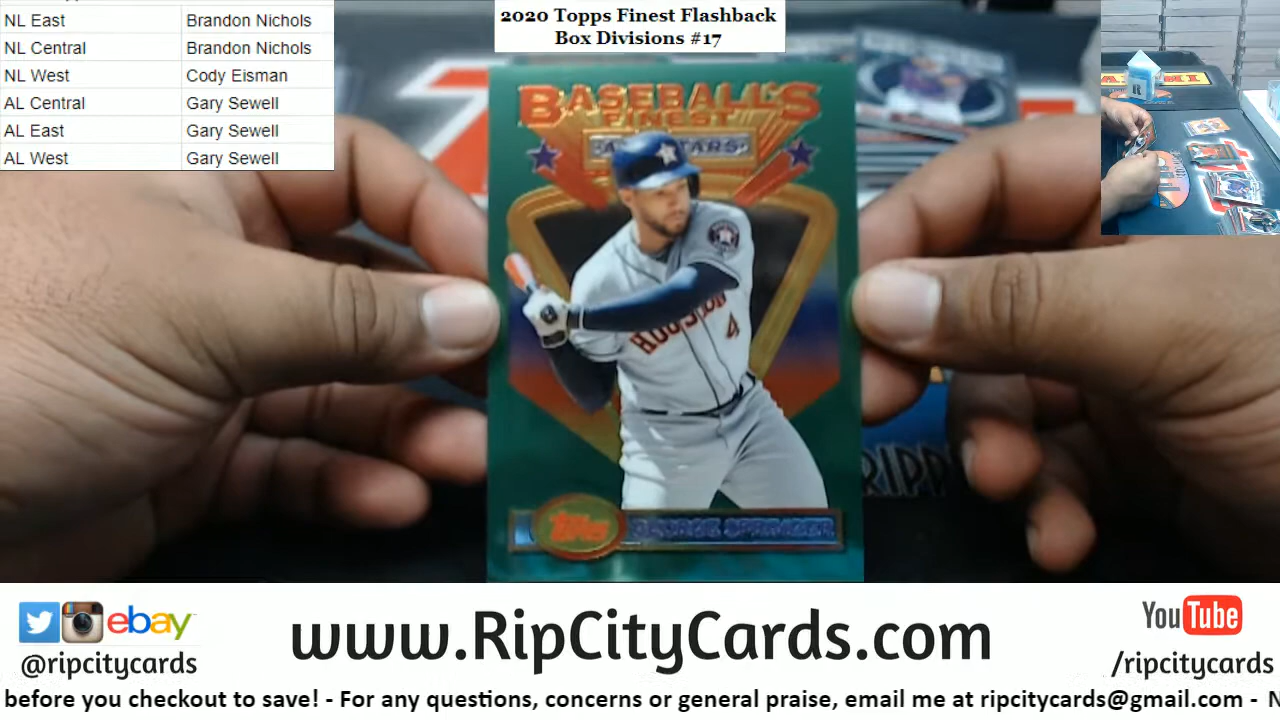 NL East Brandon Nichols
NL Central Brandon Nichols
NL West Cody Eisman
AL Central Gary Sewell
AL East Gary Sewell
AL West Gary Sewell
2020 Topps Finest Flashback
Box Divisions #17
BASEBALL'S
FINEST
ALL STARS
HOUSTON
4
Topps GEORGE SPRINGER
RIPP
R
ebay
@ripcitycards
www.RipCityCards.com
YouTube
/ripcitycards
before you checkout to save! - For any questions, concerns or general praise, email me at ripcitycards@gmail.com - N